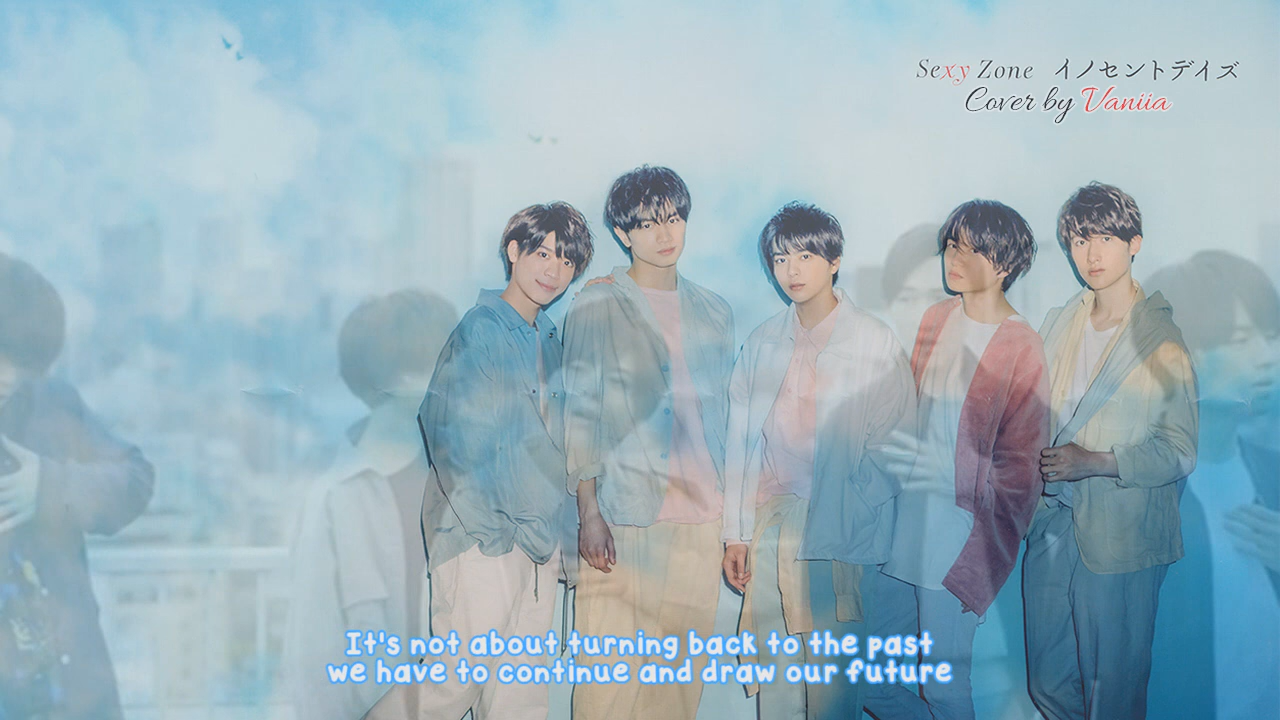 Sexy Zone イノセントデイズ
Cover by Vaniia
It's not about turning back to the past
we have to continue and draw our future